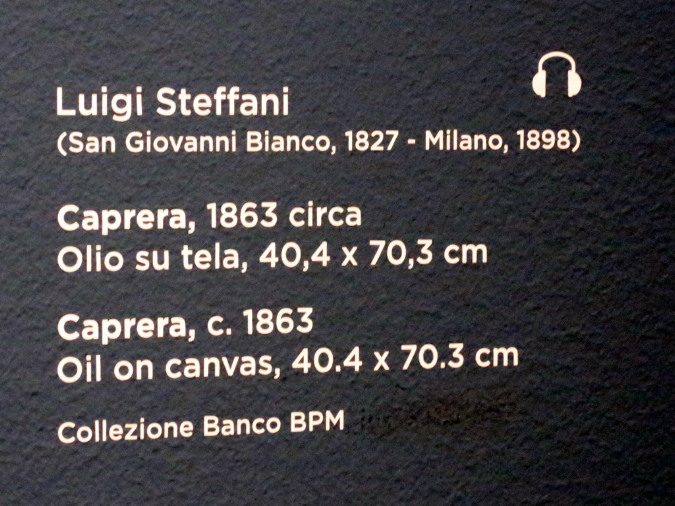 Luigi Steffani
(San Giovanni Bianco, 1827 - Milano, 1898)
Caprera, 1863 circa
Olio su tela, 40,4 x 70,3 cm
Caprera, c. 1863
Oil on canvas, 40.4 x 70.3 cm
Collezione Banco BPM